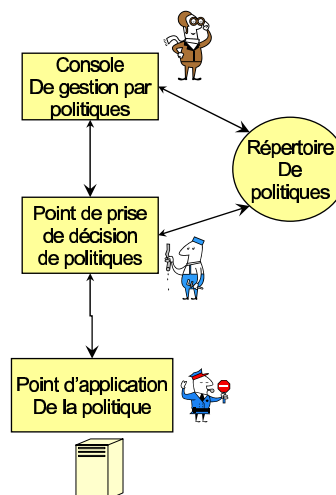 Console
De gestion par
politiques
Répertoire
De
politiques
Point de prise
de décision
de politiques
Point d'application
De la politique